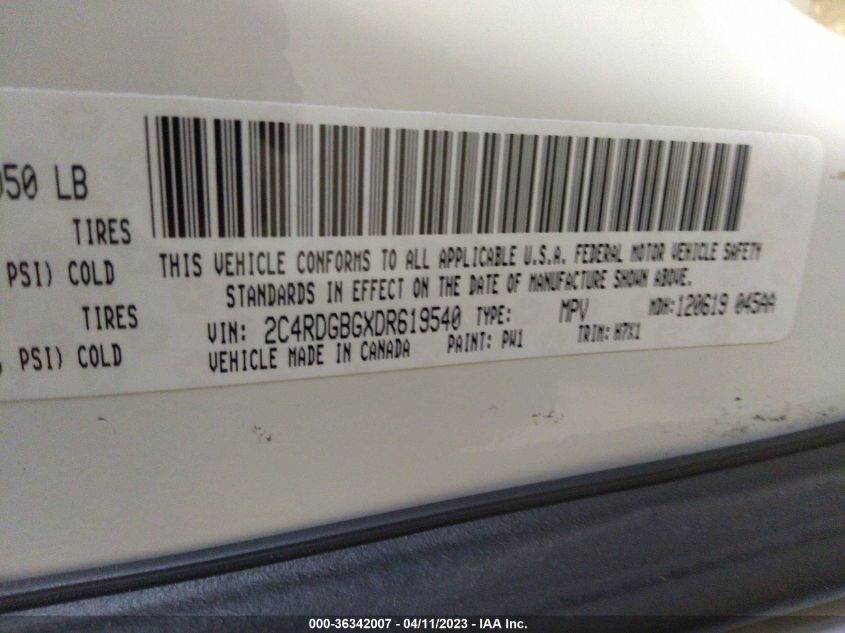 050 LB
TIRES
PSI) COLD
TIRES
PSI) COLD
THIS VEHICLE CONFORMS TO ALL APPLICABLE U.S.A. FEDERAL MOTOR VEHICLE SAFETY
STANDARDS IN EFFECT ON THE DATE OF MANUFACTURE SHOWN ABOVE.
VIN: 2C4RDGBGXDR619540 TYPE: MPV MDH:120619 045AA
VEHICLE MADE IN CANADA PAINT: PW1 TRIM: H7X1
000-36342007 - 04/11/2023 - IAA Inc.